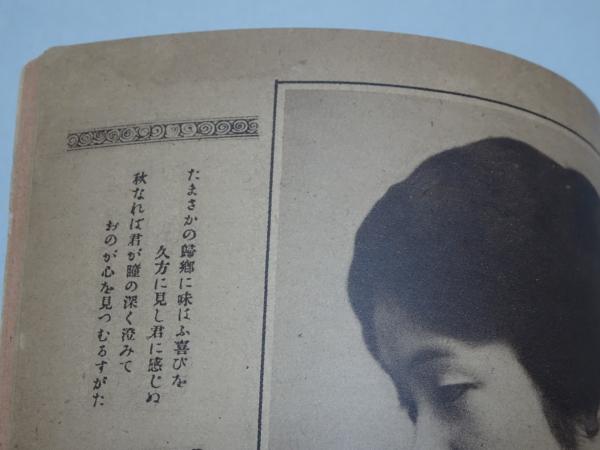 たまさかの歸鄕に味はふ喜びを
久方に見し君に感じぬ
秋なれば君が瞳の深く澄みて
おのが心を見つむるすがた